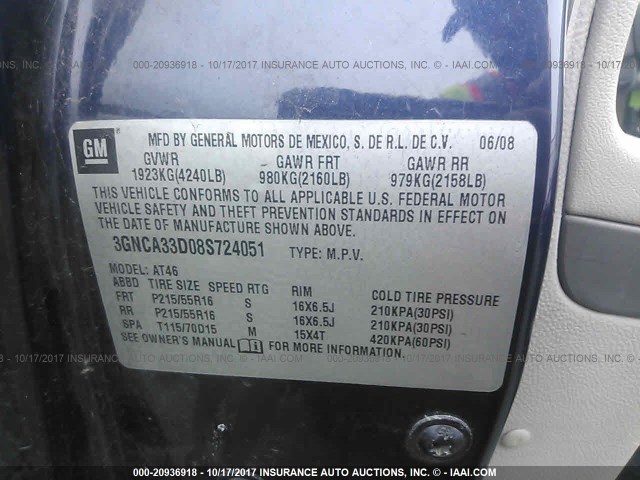 000-20936918 - 10/17/2017 - INSURANCE AUTO AUCTIONS, INC. - © - IAAI.COM
GM
MFD BY GENERAL MOTORS DE MEXICO, S. DE R.L. DE C.V. 06/08
GVWR GAWR FRT GAWR RR
1923KG(4240LB) 980KG(2160LB) 979KG(2158LB)
THIS VEHICLE CONFORMS TO ALL APPLICABLE U.S. FEDERAL MOTOR
VEHICLE SAFETY AND THEFT PREVENTION STANDARDS IN EFFECT ON
THE DATE OF MANUFACTURE SHOWN ABOVE.
3GNCA33D08S724051 TYPE: M.P.V.
MODEL: AT46
ABBD TIRE SIZE SPEED RTG RIM COLD TIRE PRESSURE
FRT P215/55R16 S 16X6.5J 210KPA(30PSI)
RR P215/55R16 S 16X6.5J 210KPA(30PSI)
SPA T115/70D15 M 15X4T 420KPA(60PSI)
SEE OWNER'S MANUAL FOR MORE INFORMATION.
000-20936918 - 10/17/2017 - INSURANCE AUTO AUCTIONS, INC. - © - IAAI.COM